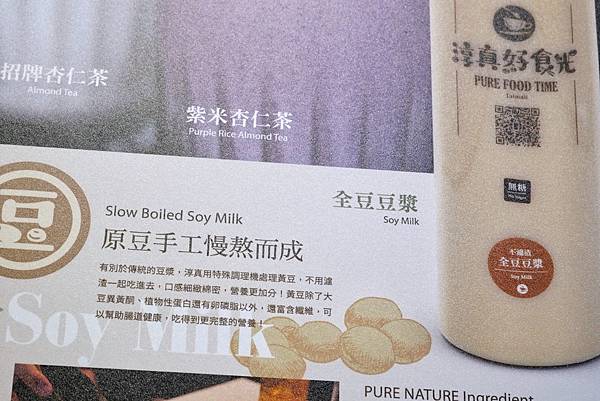 招牌杏仁茶
Almond Tea
紫米杏仁茶
Purple Rice Almond Tea
淳真好食光
PURE FOOD TIME
無糖
不濾渣
全豆豆漿
Soy Milk
全豆豆漿
Soy Milk
豆
Slow Boiled Soy Milk
原豆手工慢熬而成
有別於傳統的豆漿，淳真用特殊調理機處理黃豆，不用濾
渣一起吃進去，口感細緻綿密，營養更加分！黃豆除了大
豆異黃酮、植物性蛋白還有卵磷脂以外，還富含纖維，可
以幫助腸道健康，吃得到更完整的營養！
Soy Milk
PURE NATURE Ingredient